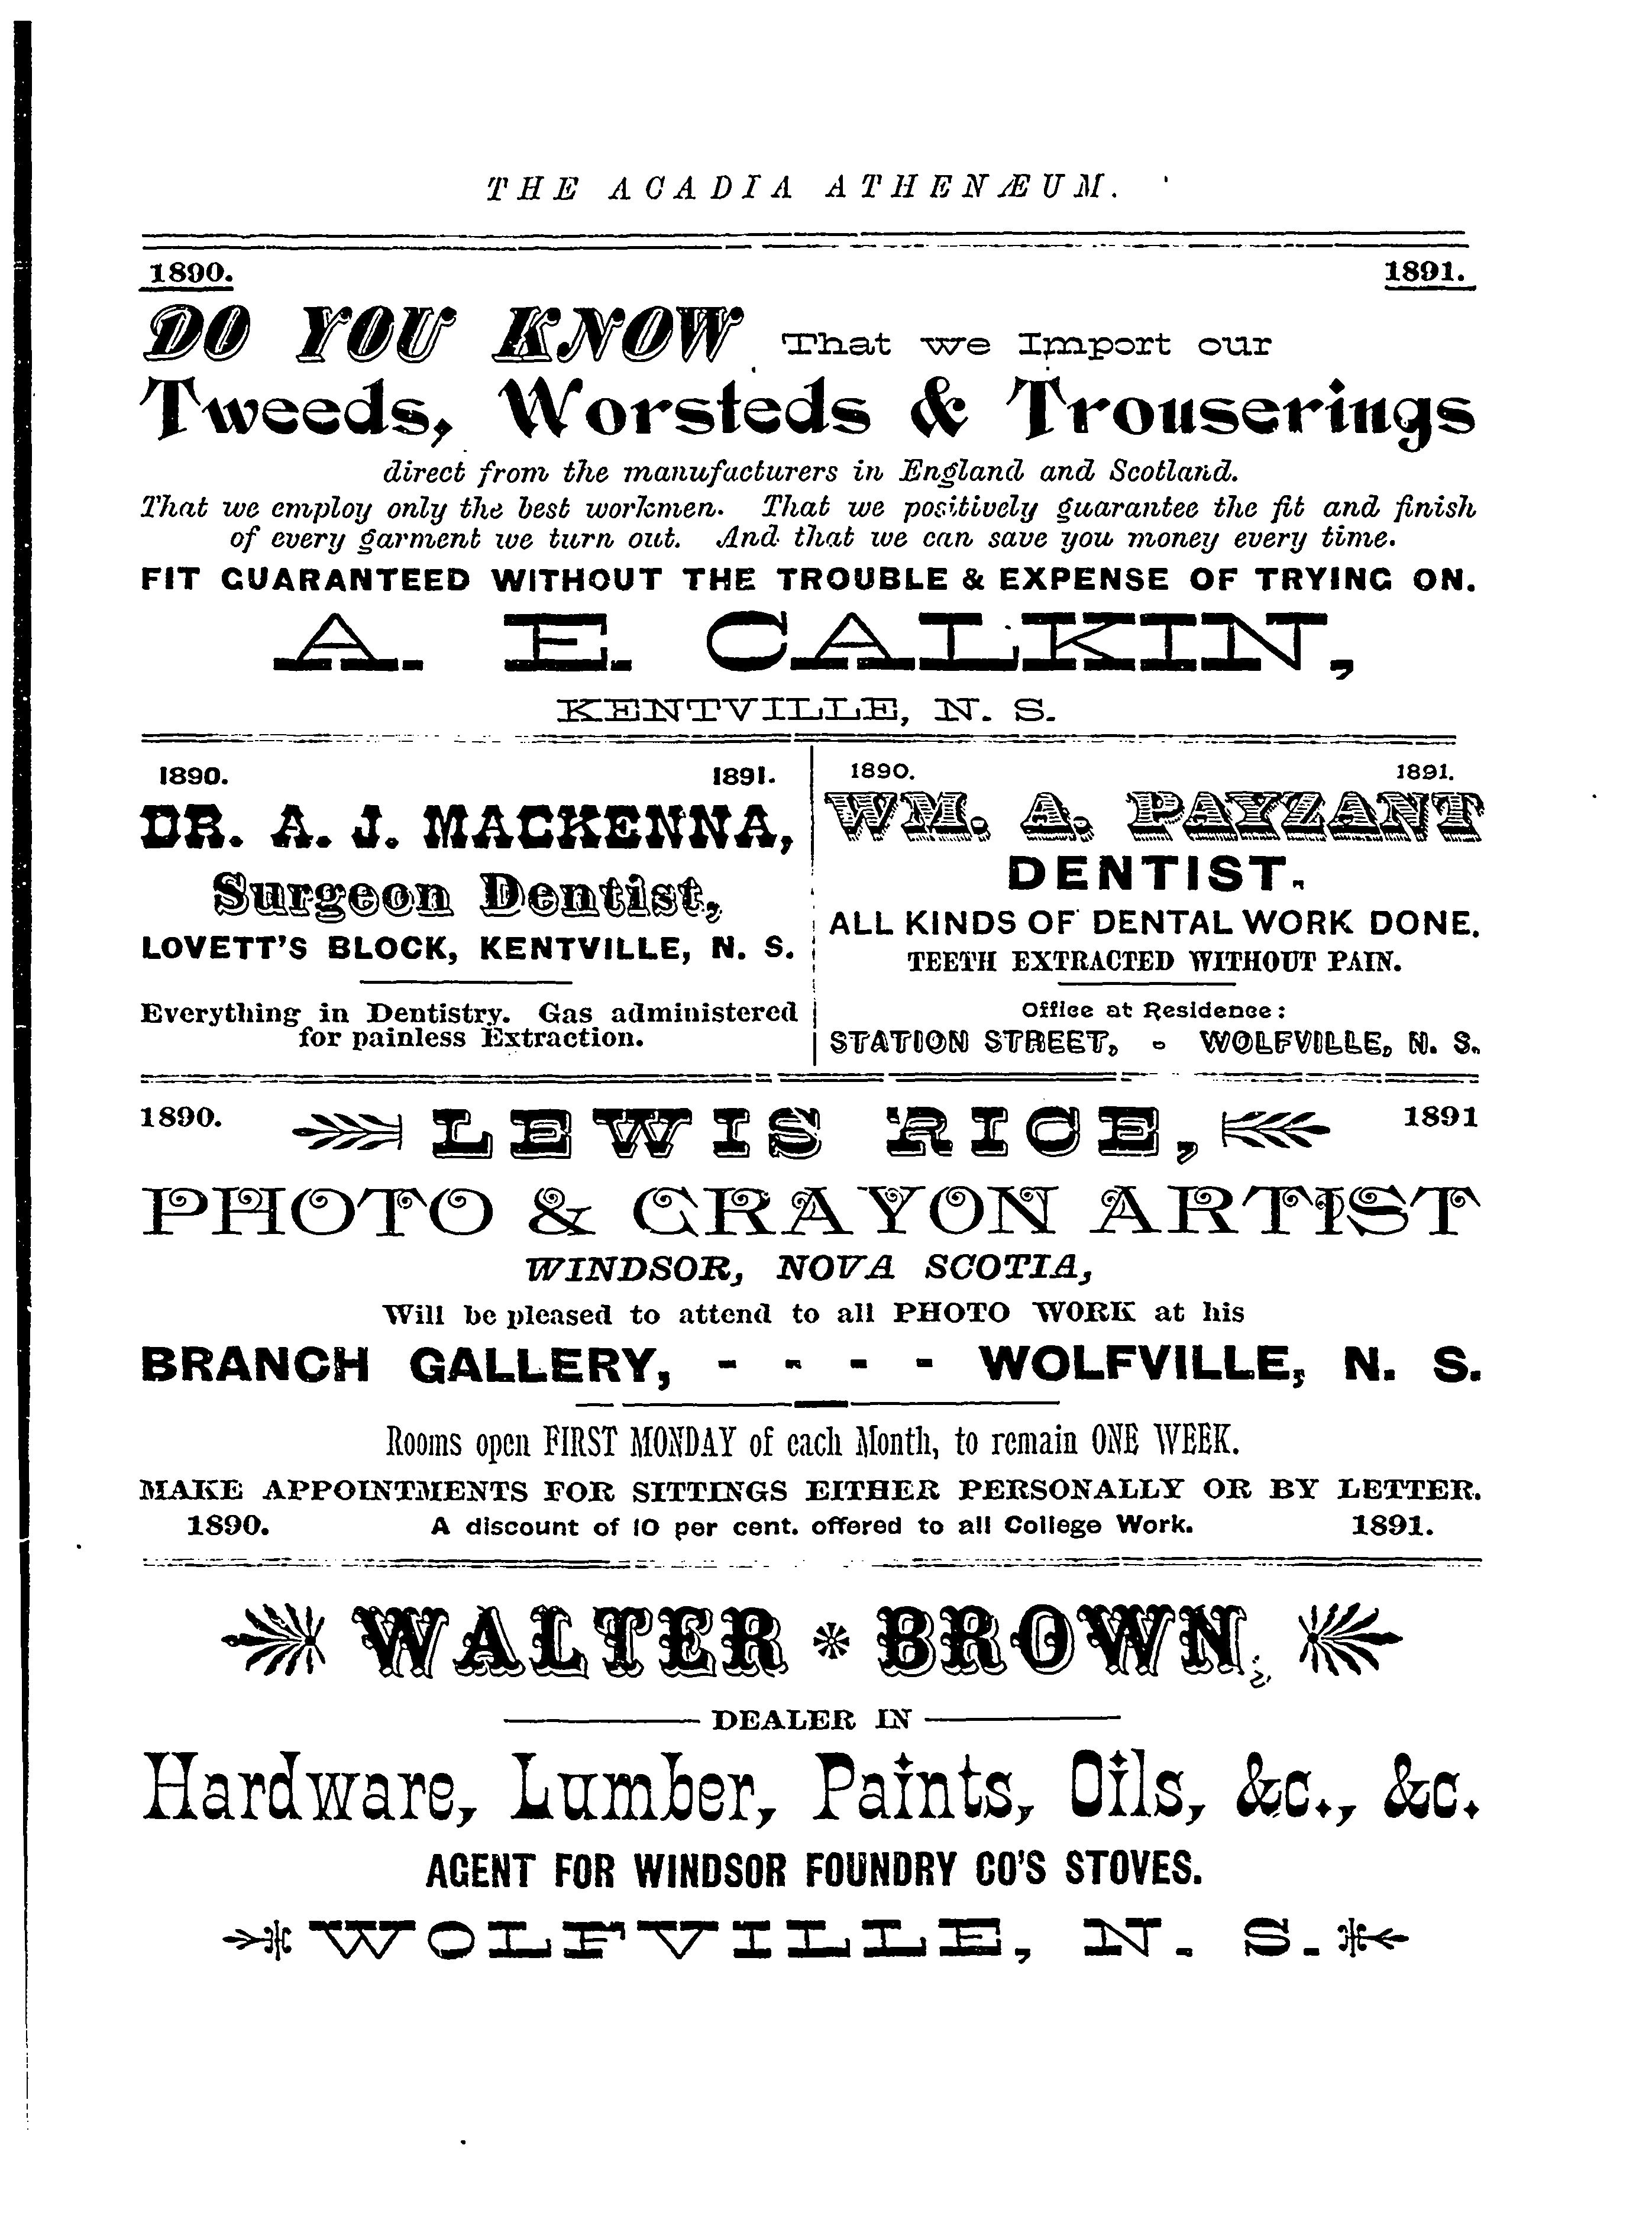 THE ACADIA ATHENÆUM.
1890. 1891.
DO YOU KNOW That we Import our
Tweeds, Worsteds & Trouserings
direct from the manufacturers in England and Scotland.
That we employ only the best workmen. That we positively guarantee the fit and finish
of every garment we turn out. And that we can save you money every time.
FIT GUARANTEED WITHOUT THE TROUBLE & EXPENSE OF TRYING ON.
A. E. CALKIN,
KENTVILLE, N. S.
1890. 1891.
DR. A. J. MACKENNA,
Surgeon Dentist,
LOVETT'S BLOCK, KENTVILLE, N. S.
Everything in Dentistry. Gas administered
for painless Extraction.
1890. 1891.
WM. A. PAYZANT
DENTIST.
ALL KINDS OF DENTAL WORK DONE.
TEETH EXTRACTED WITHOUT PAIN.
Office at Residence:
STATION STREET, - WOLFVILLE, N. S.
1890. LEWIS RICE, 1891
PHOTO & CRAYON ARTIST
WINDSOR, NOVA SCOTIA,
Will be pleased to attend to all PHOTO WORK at his
BRANCH GALLERY, - - - - WOLFVILLE, N. S.
Rooms open FIRST MONDAY of each Month, to remain ONE WEEK.
MAKE APPOINTMENTS FOR SITTINGS EITHER PERSONALLY OR BY LETTER.
1890. A discount of 10 per cent. offered to all College Work. 1891.
WALTER * BROWN,
DEALER IN
Hardware, Lumber, Paints, Oils, &c., &c.
AGENT FOR WINDSOR FOUNDRY CO'S STOVES.
WOLFVILLE, N. S.